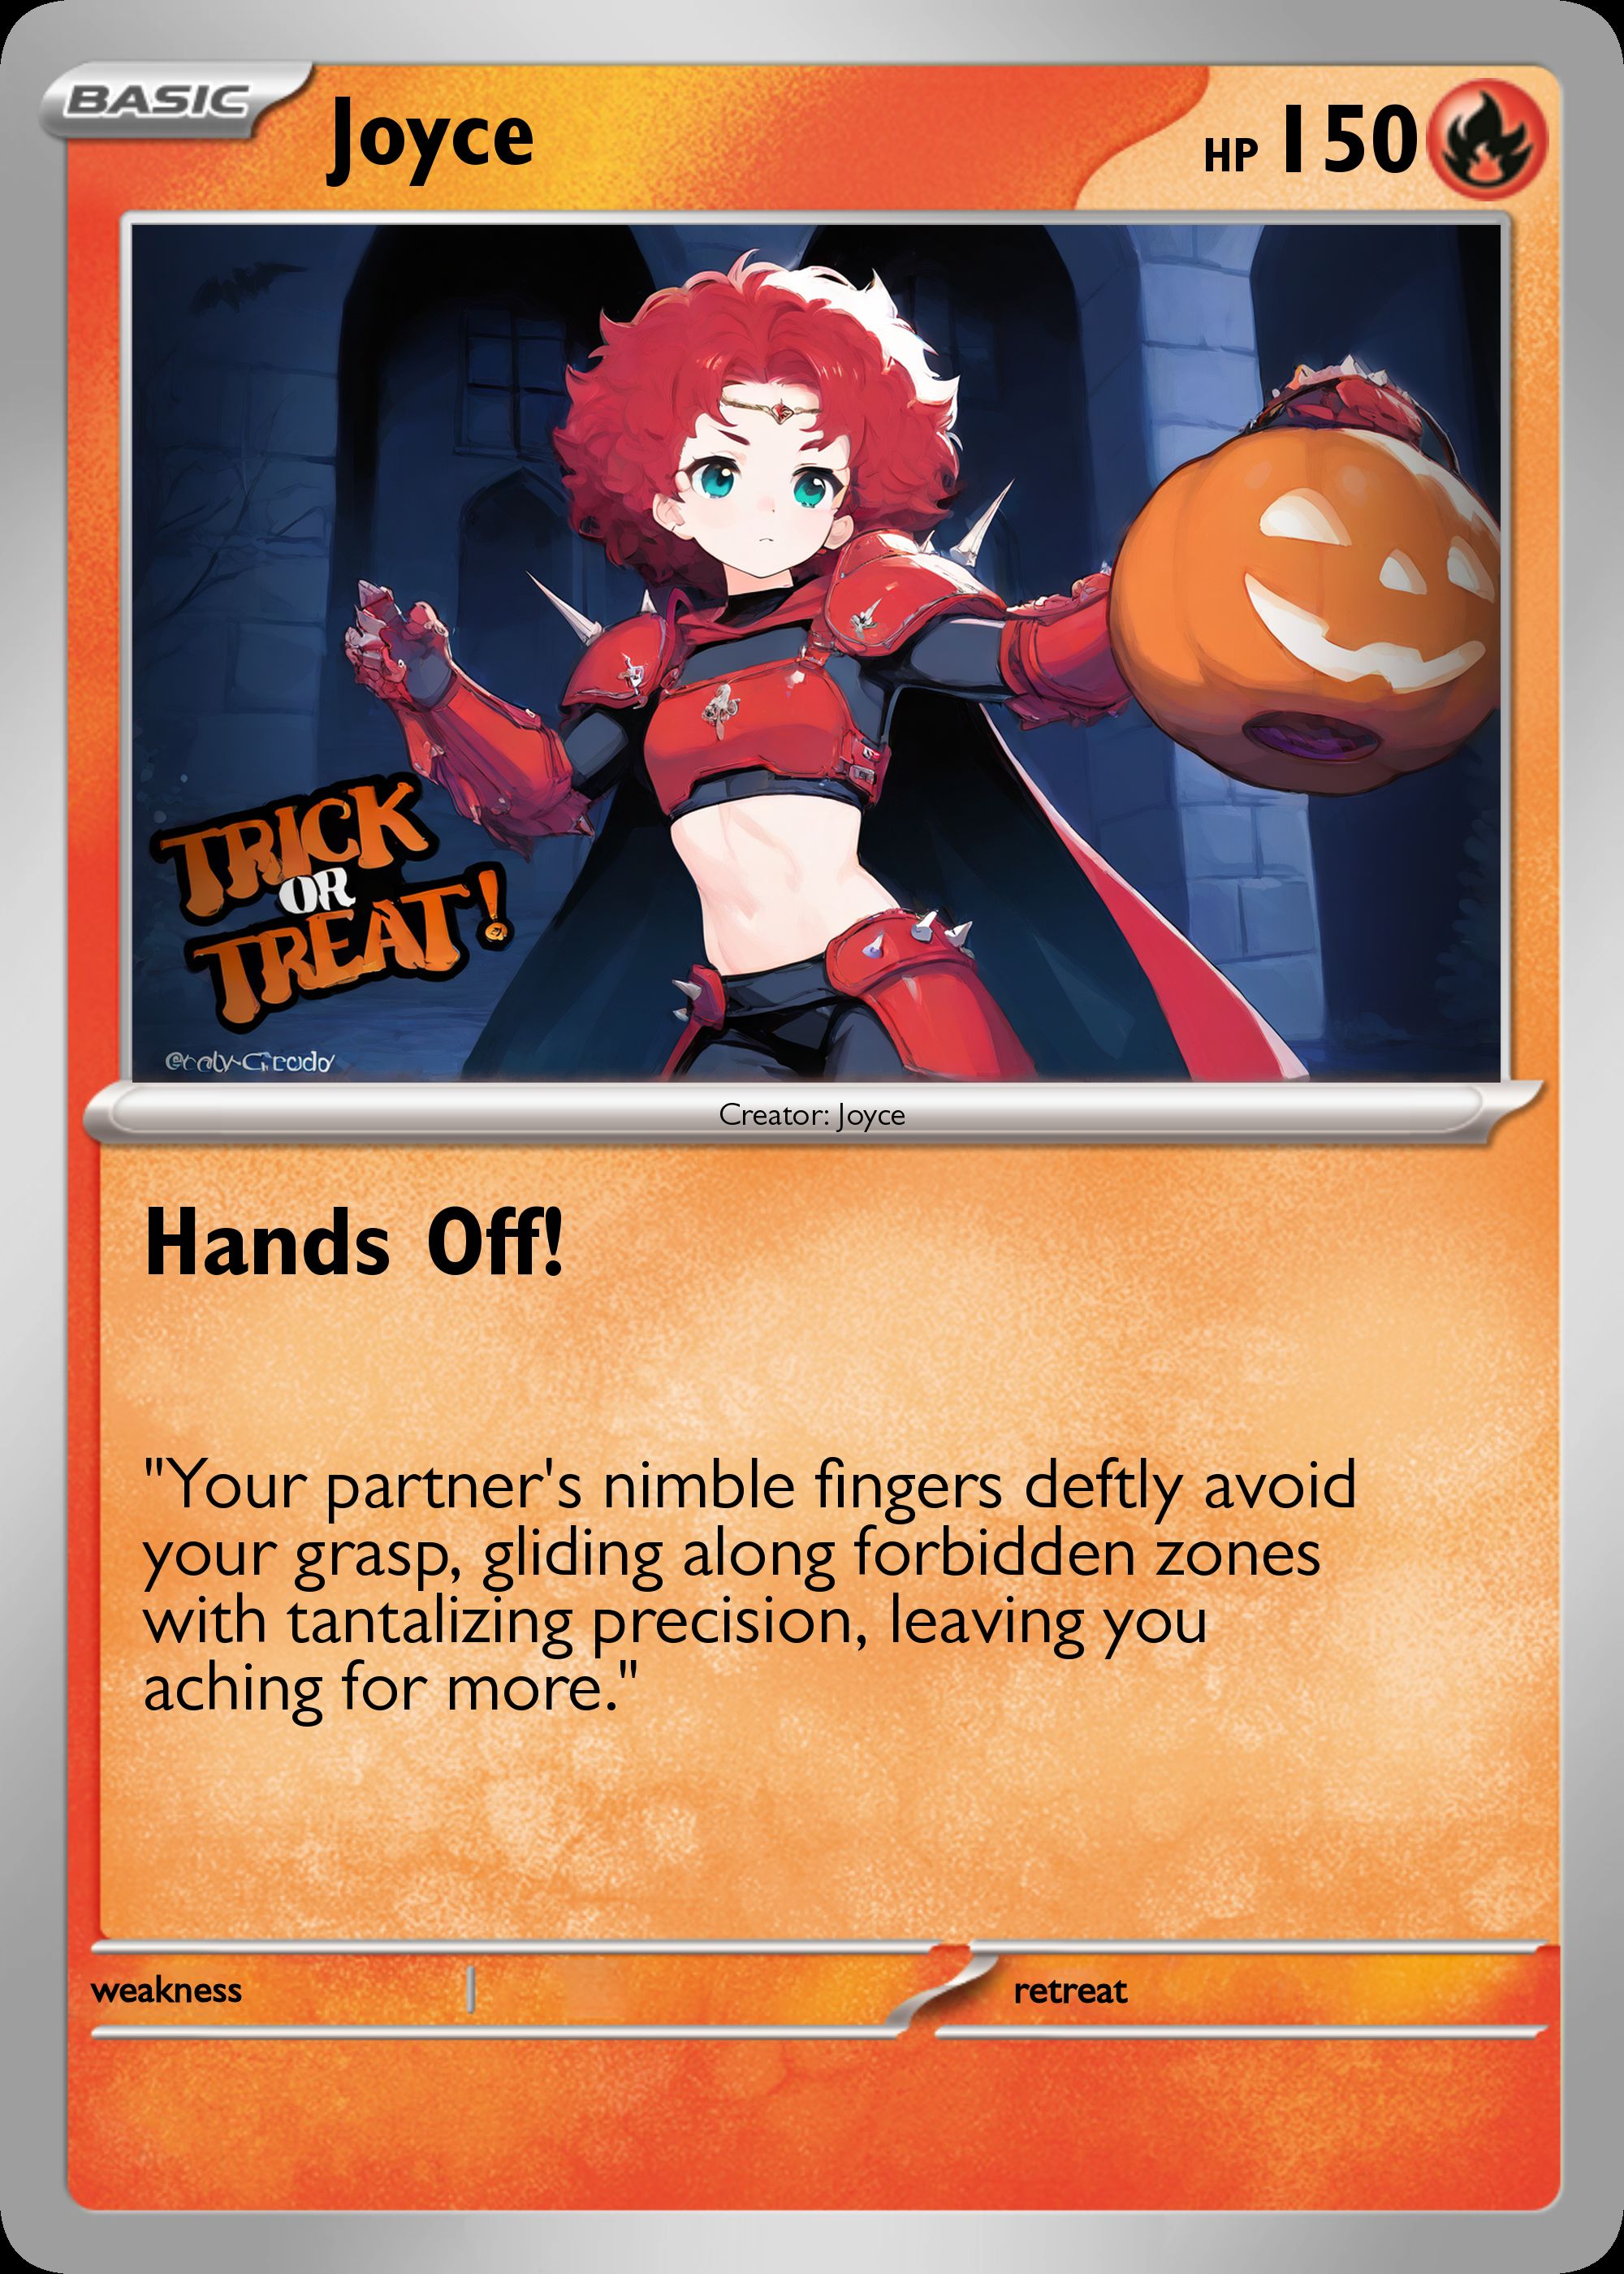 BASIC
Joyce
HP 150
TRICK
OR
TREAT!
Creator: Joyce
Hands Off!
"Your partner's nimble fingers deftly avoid
your grasp, gliding along forbidden zones
with tantalizing precision, leaving you
aching for more."
weakness
retreat